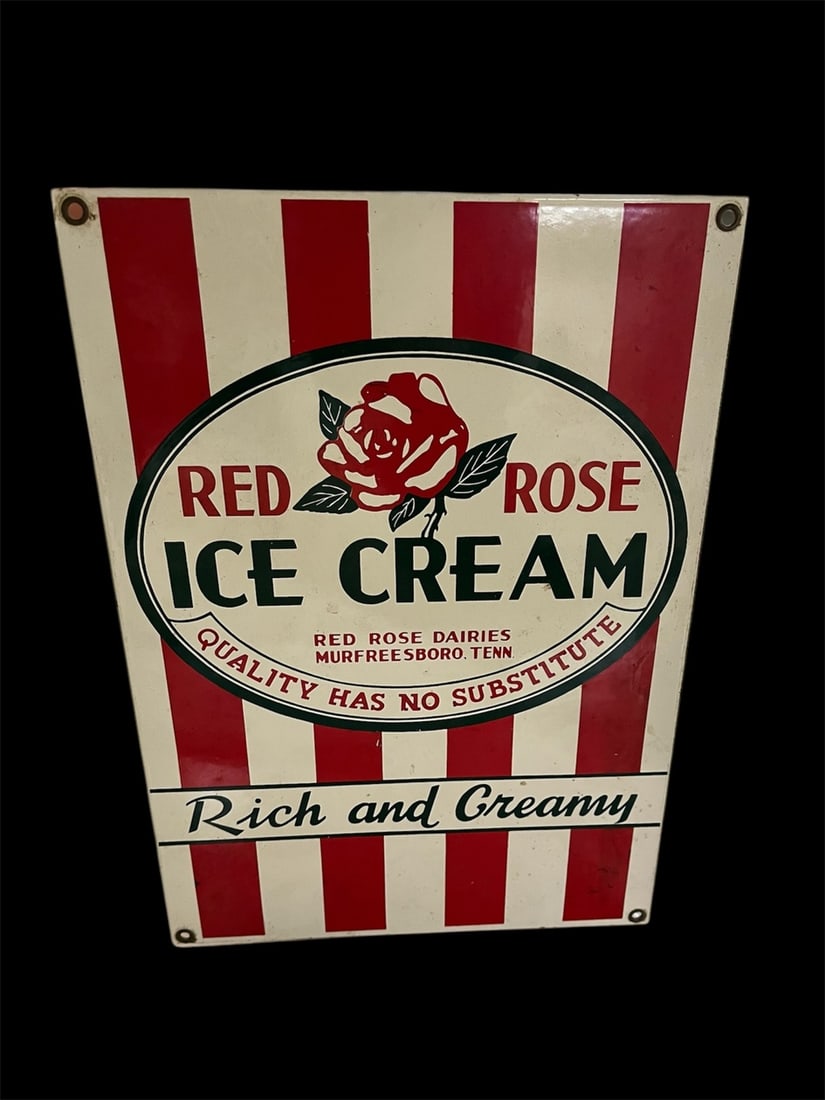 RED ROSE
ICE CREAM
RED ROSE DAIRIES
MURFREESBORO, TENN.
QUALITY HAS NO SUBSTITUTE
Rich and Creamy